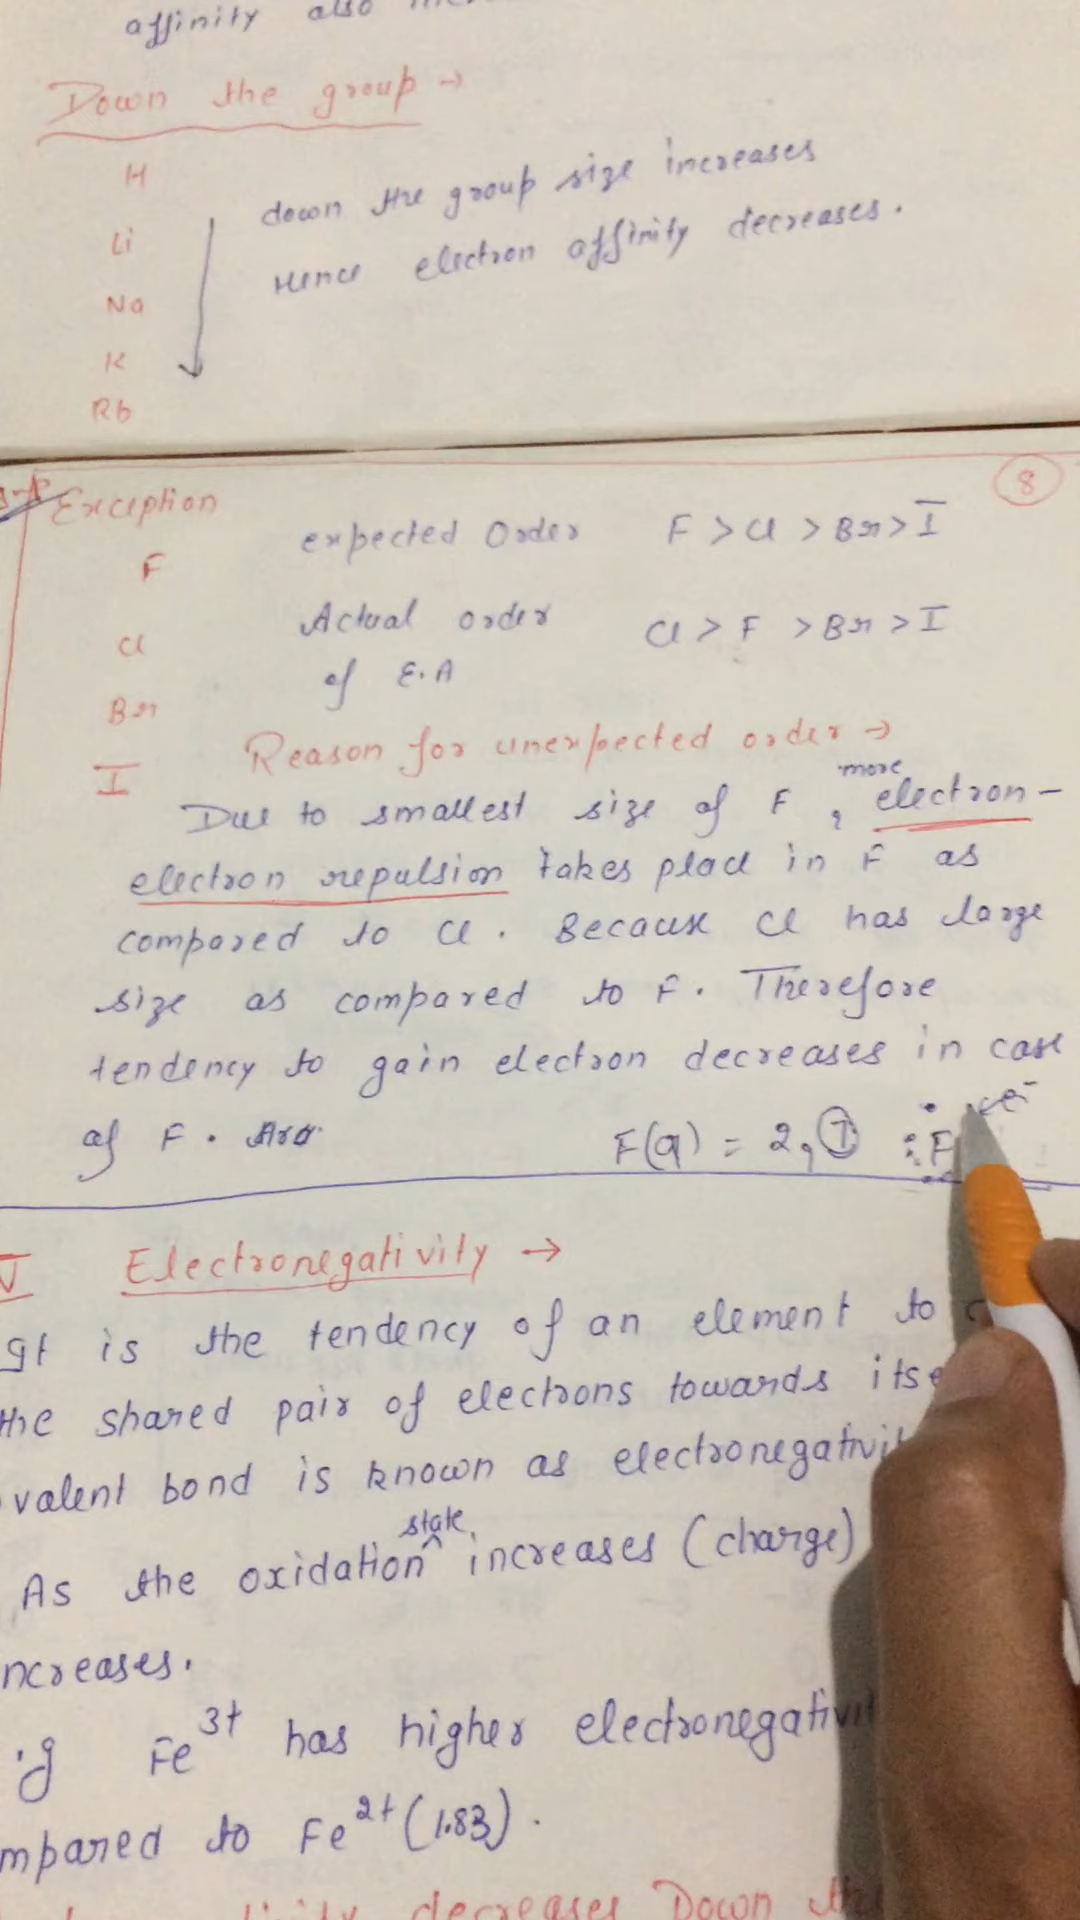 affinity also
Down the group →
H
Li
Na
K
Rb
down the group size increases
Hence electron affinity decreases.
8
Exception
F
Cl
Br
I
expected Order F > Cl > Br > I
Actual order Cl > F > Br > I
of E.A
Reason for unexpected order →
Due to smallest size of F, more electron-
electron repulsion takes place in F as
compared to Cl. Because Cl has large
size as compared to F. Therefore
tendency to gain electron decreases in case
of F. F(9) = 2, 7 F e⁻
Electronegativity →
It is the tendency of an element to
the shared pair of electrons towards itse
valent bond is known as electronegativit
As the oxidation state increases (charge)
ncreases.
Fe³⁺ has higher electronegativit
mpared to Fe²⁺ (1.83).
decreases Down th